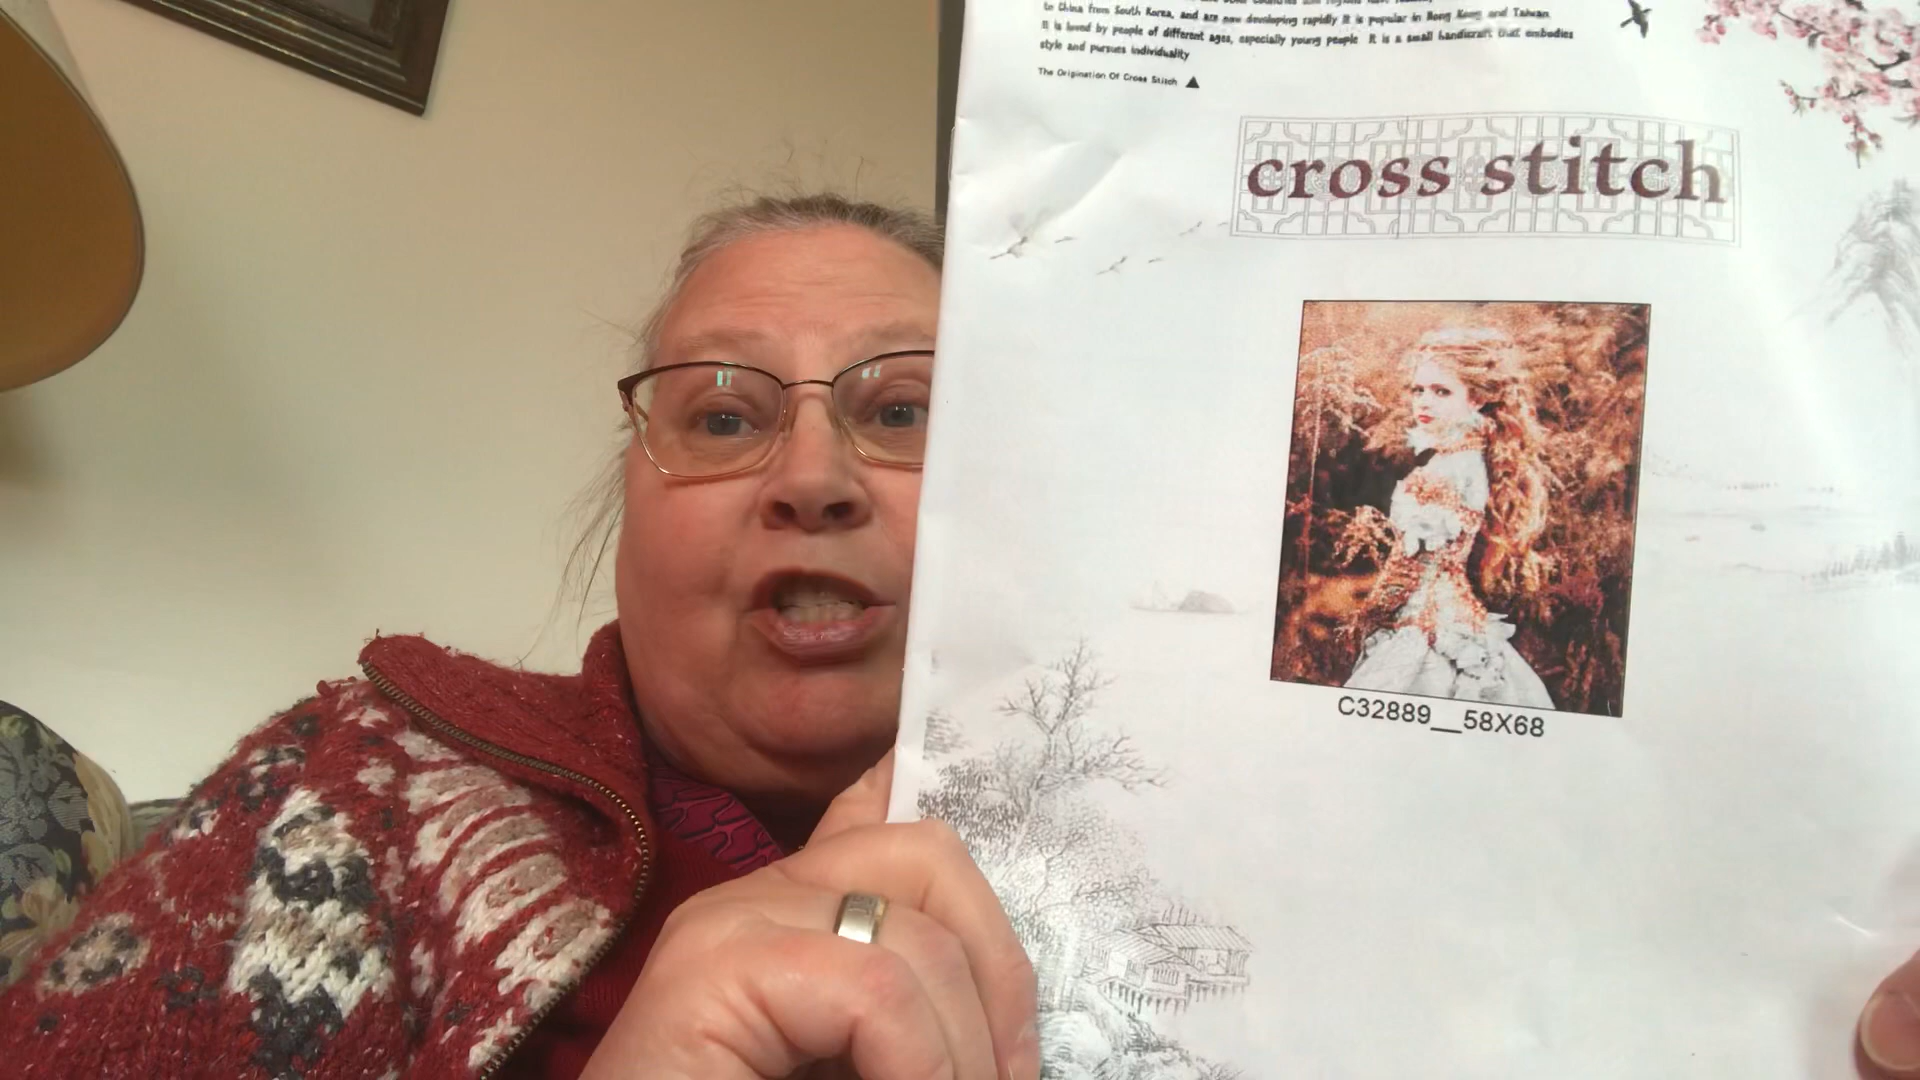 to China from South Korea, and are now developing rapidly It is popular in Hong Kong and Taiwan
It is loved by people of different ages, especially young people It is a small handicraft that embodies
style and pursues individuality
The Origination Of Cross Stitch ▲
cross stitch
C32889__58X68